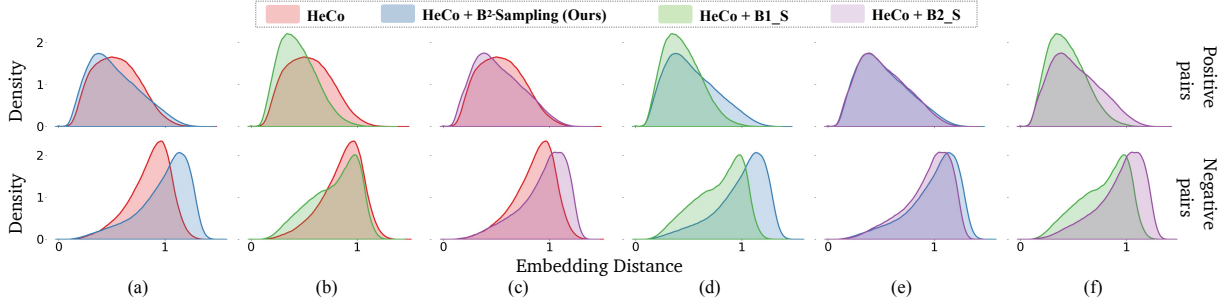 HeCo HeCo + B²-Sampling (Ours) HeCo + B1_S HeCo + B2_S
Density
2
1
0
Positive pairs
Density
2
1
0
Negative pairs
0 1 0 1 0 1 0 1 0 1 0 1
Embedding Distance
(a) (b) (c) (d) (e) (f)